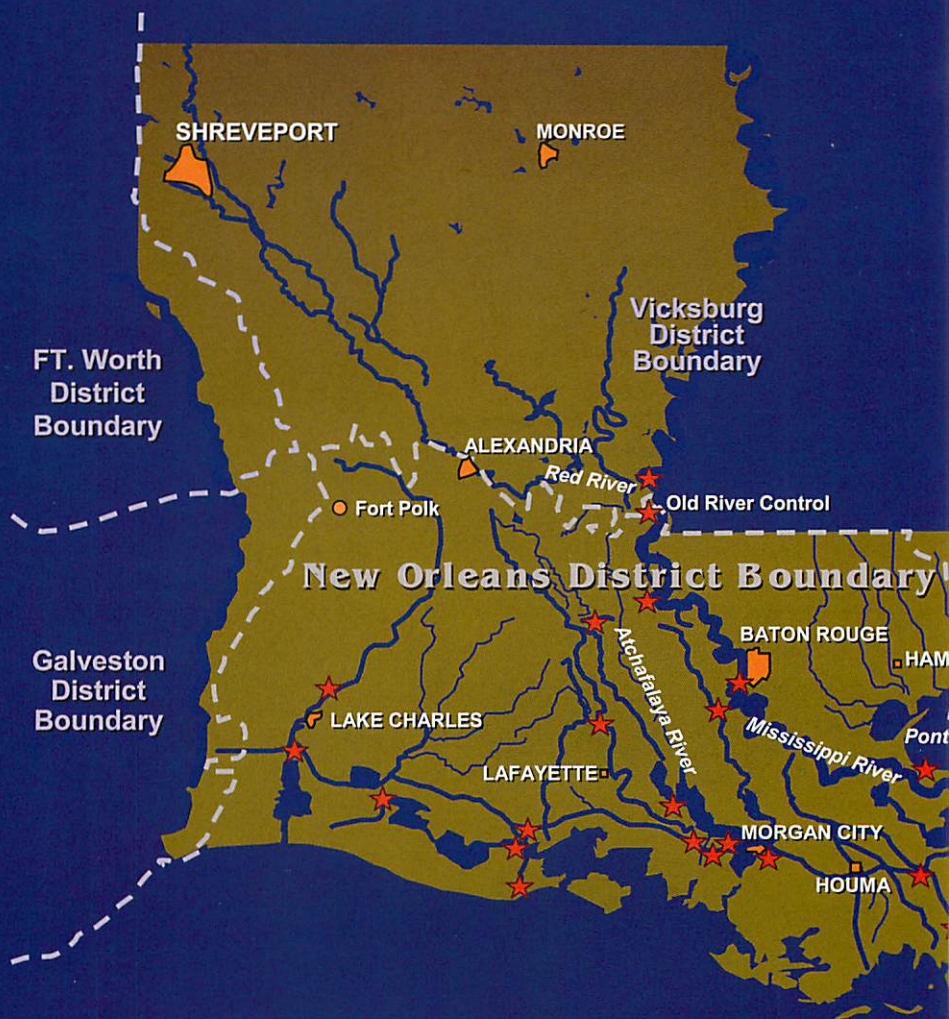 SHREVEPORT
MONROE
Vicksburg
District
Boundary
FT. Worth
District
Boundary
ALEXANDRIA
Red River
Old River Control
Fort Polk
New Orleans District Boundary
BATON ROUGE
HAM
Galveston
District
Boundary
Atchafalaya River
LAKE CHARLES
Mississippi River
Pont
LAFAYETTE
MORGAN CITY
HOUMA